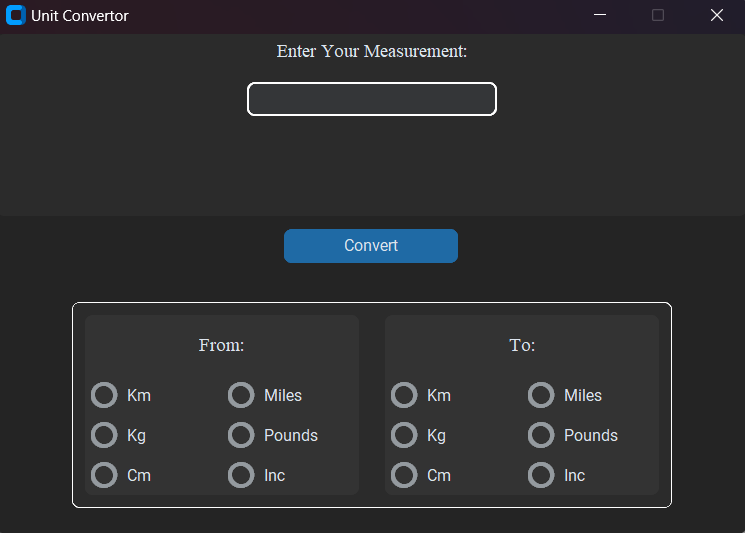 Unit Convertor
Enter Your Measurement:
Convert
From:
Km Miles
Kg Pounds
Cm Inc
To:
Km Miles
Kg Pounds
Cm Inc